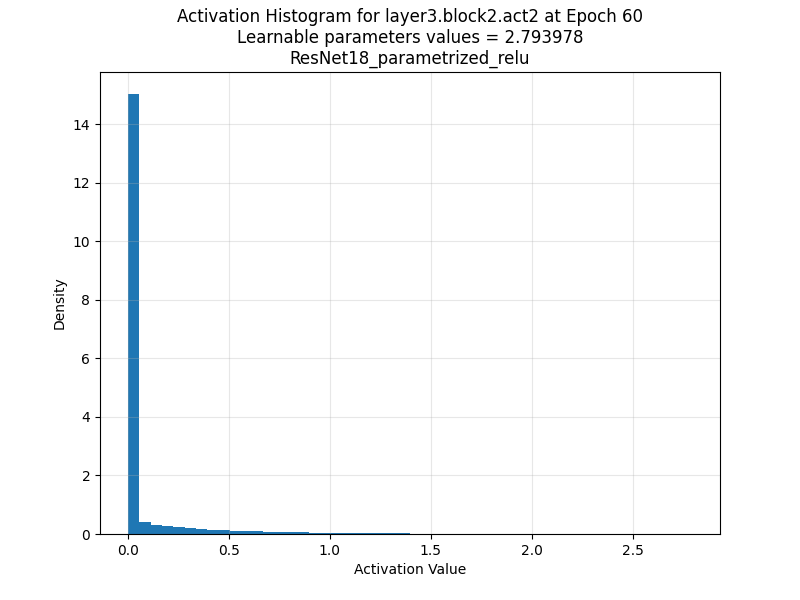 Activation Histogram for layer3.block2.act2 at Epoch 60
Learnable parameters values = 2.793978
ResNet18_parametrized_relu
14
12
10
8
6
4
2
0
Density
0.0 0.5 1.0 1.5 2.0 2.5
Activation Value